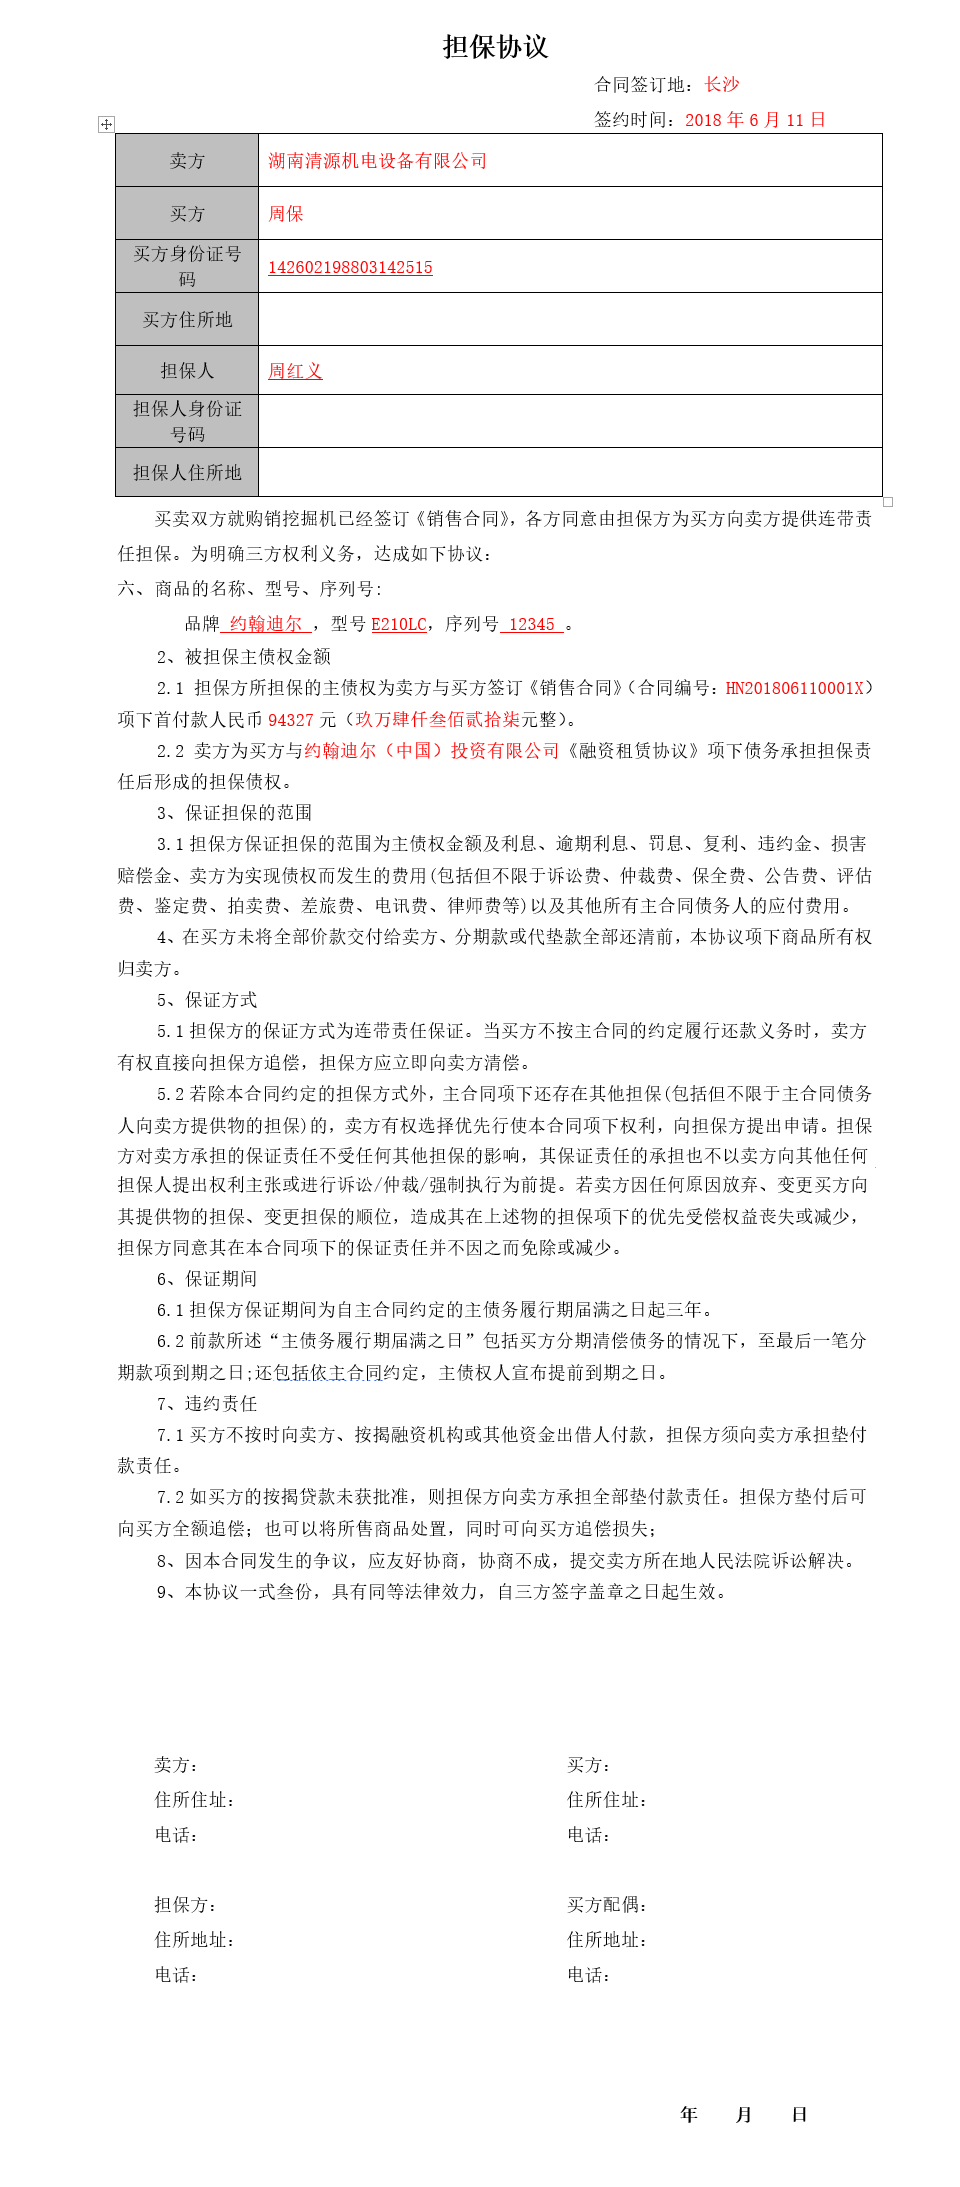 担保协议
合同签订地：长沙
签约时间：2018 年 6 月 11 日
卖方 湖南清源机电设备有限公司
买方 周保
买方身份证号
码 142602198803142515
买方住所地
担保人 周红义
担保人身份证
号码
担保人住所地
买卖双方就购销挖掘机已经签订《销售合同》，各方同意由担保方为买方向卖方提供连带责
任担保。为明确三方权利义务，达成如下协议：
六、商品的名称、型号、序列号:
品牌 约翰迪尔 ，型号 E210LC，序列号 12345 。
2、被担保主债权金额
2.1 担保方所担保的主债权为卖方与买方签订《销售合同》（合同编号：HN201806110001X）
项下首付款人民币 94327 元（玖万肆仟叁佰贰拾柒元整）。
2.2 卖方为买方与约翰迪尔（中国）投资有限公司《融资租赁协议》项下债务承担担保责
任后形成的担保债权。
3、保证担保的范围
3.1 担保方保证担保的范围为主债权金额及利息、逾期利息、罚息、复利、违约金、损害
赔偿金、卖方为实现债权而发生的费用(包括但不限于诉讼费、仲裁费、保全费、公告费、评估
费、鉴定费、拍卖费、差旅费、电讯费、律师费等)以及其他所有主合同债务人的应付费用。
4、在买方未将全部价款交付给卖方、分期款或代垫款全部还清前，本协议项下商品所有权
归卖方。
5、保证方式
5.1 担保方的保证方式为连带责任保证。当买方不按主合同的约定履行还款义务时，卖方
有权直接向担保方追偿，担保方应立即向卖方清偿。
5.2 若除本合同约定的担保方式外，主合同项下还存在其他担保(包括但不限于主合同债务
人向卖方提供物的担保)的，卖方有权选择优先行使本合同项下权利，向担保方提出申请。担保
方对卖方承担的保证责任不受任何其他担保的影响，其保证责任的承担也不以卖方向其他任何
担保人提出权利主张或进行诉讼/仲裁/强制执行为前提。若卖方因任何原因放弃、变更买方向
其提供物的担保、变更担保的顺位，造成其在上述物的担保项下的优先受偿权益丧失或减少，
担保方同意其在本合同项下的保证责任并不因之而免除或减少。
6、保证期间
6.1 担保方保证期间为自主合同约定的主债务履行期届满之日起三年。
6.2 前款所述“主债务履行期届满之日”包括买方分期清偿债务的情况下，至最后一笔分
期款项到期之日;还包括依主合同约定，主债权人宣布提前到期之日。
7、违约责任
7.1 买方不按时向卖方、按揭融资机构或其他资金出借人付款，担保方须向卖方承担垫付
款责任。
7.2 如买方的按揭贷款未获批准，则担保方向卖方承担全部垫付款责任。担保方垫付后可
向买方全额追偿；也可以将所售商品处置，同时可向买方追偿损失；
8、因本合同发生的争议，应友好协商，协商不成，提交卖方所在地人民法院诉讼解决。
9、本协议一式叁份，具有同等法律效力，自三方签字盖章之日起生效。
卖方： 买方：
住所住址： 住所住址：
电话： 电话：
担保方： 买方配偶：
住所地址： 住所地址：
电话： 电话：
年 月 日